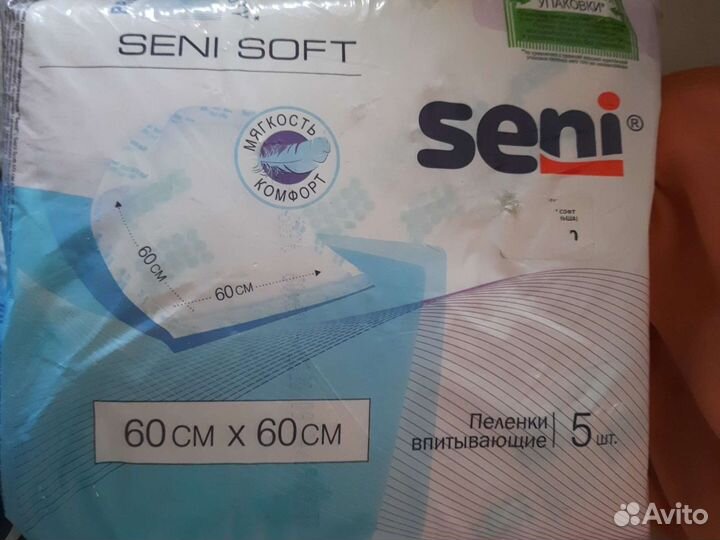 УПАКОВКИ"
SENI SOFT
seni®
МЯГКОСТЬ
КОМФОРТ
СОФТ
60 СМ
60 СМ
60 СМ х 60 СМ
Пеленки
впитывающие
5 шт.
Avito